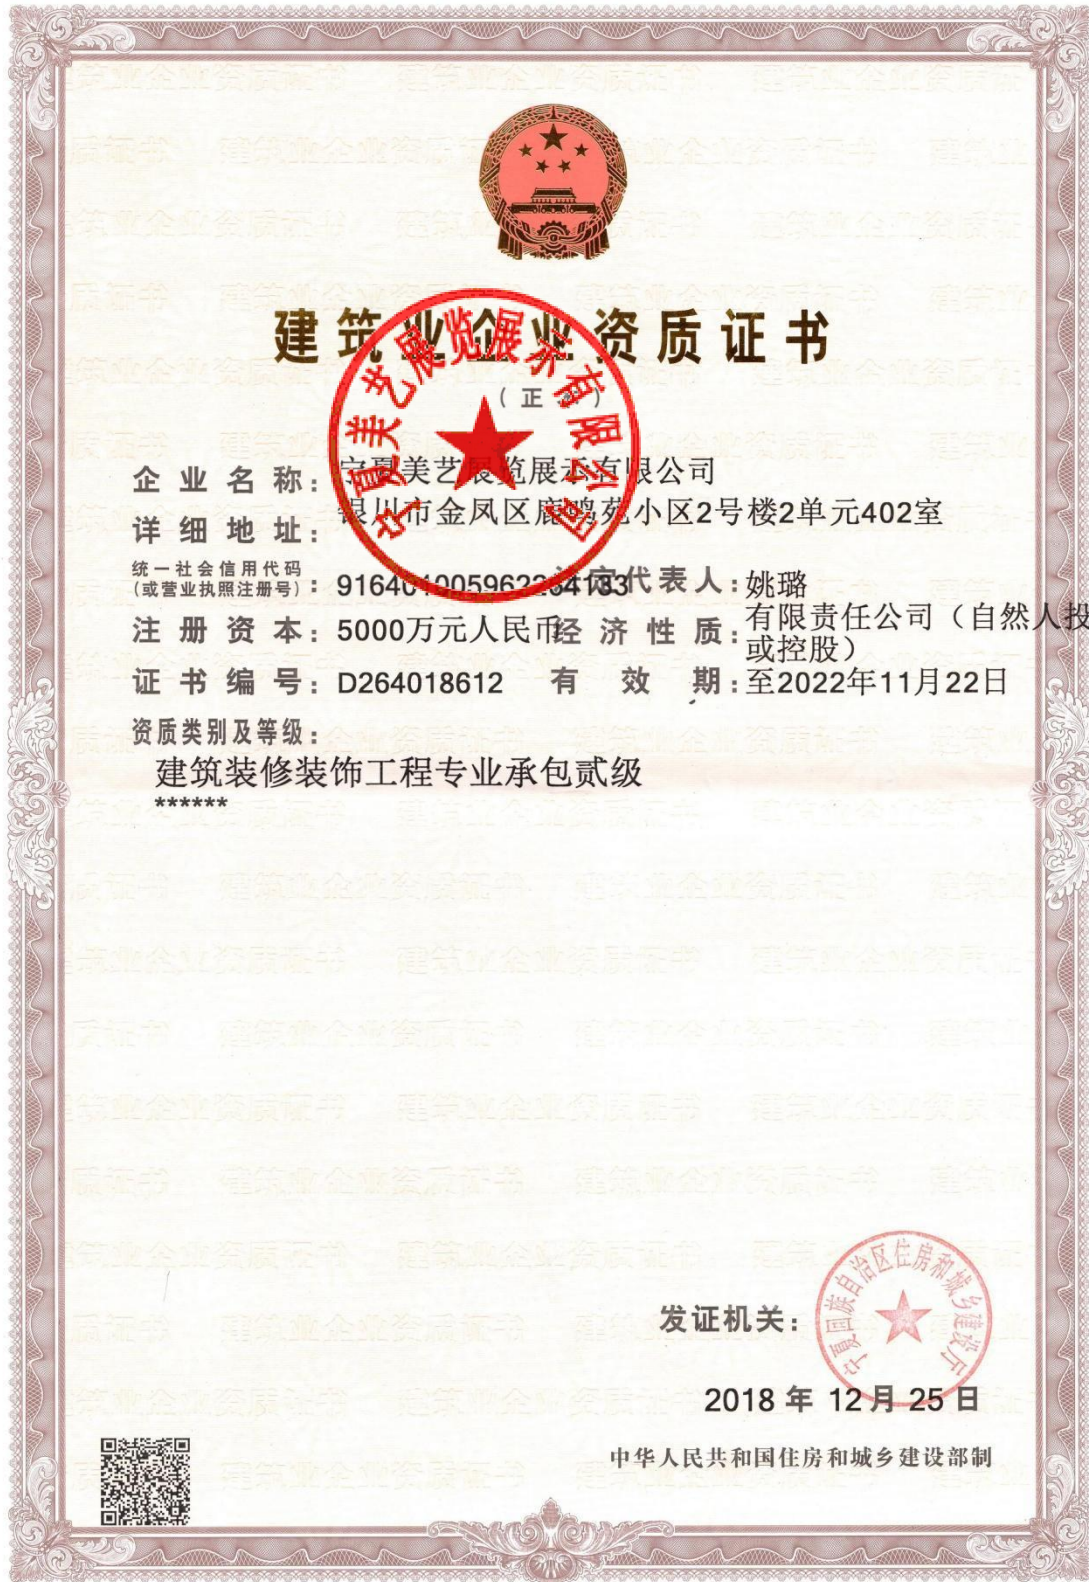 建筑业企业资质证书
（正本）
企业名称：宁夏美艺展览展示有限公司
详细地址：银川市金凤区鹿鸣苑小区2号楼2单元402室
统一社会信用代码
(或营业执照注册号)：
法定代表人：姚璐
注册资本：5000万元人民币 经济性质：有限责任公司（自然人投
或控股）
证书编号：D264018612 有效期：至2022年11月22日
资质类别及等级：
建筑装修装饰工程专业承包贰级
******
宁夏美艺展览展示有限公司
发证机关：
宁夏回族自治区住房和城乡建设厅
2018 年 12 月 25 日
中华人民共和国住房和城乡建设部制